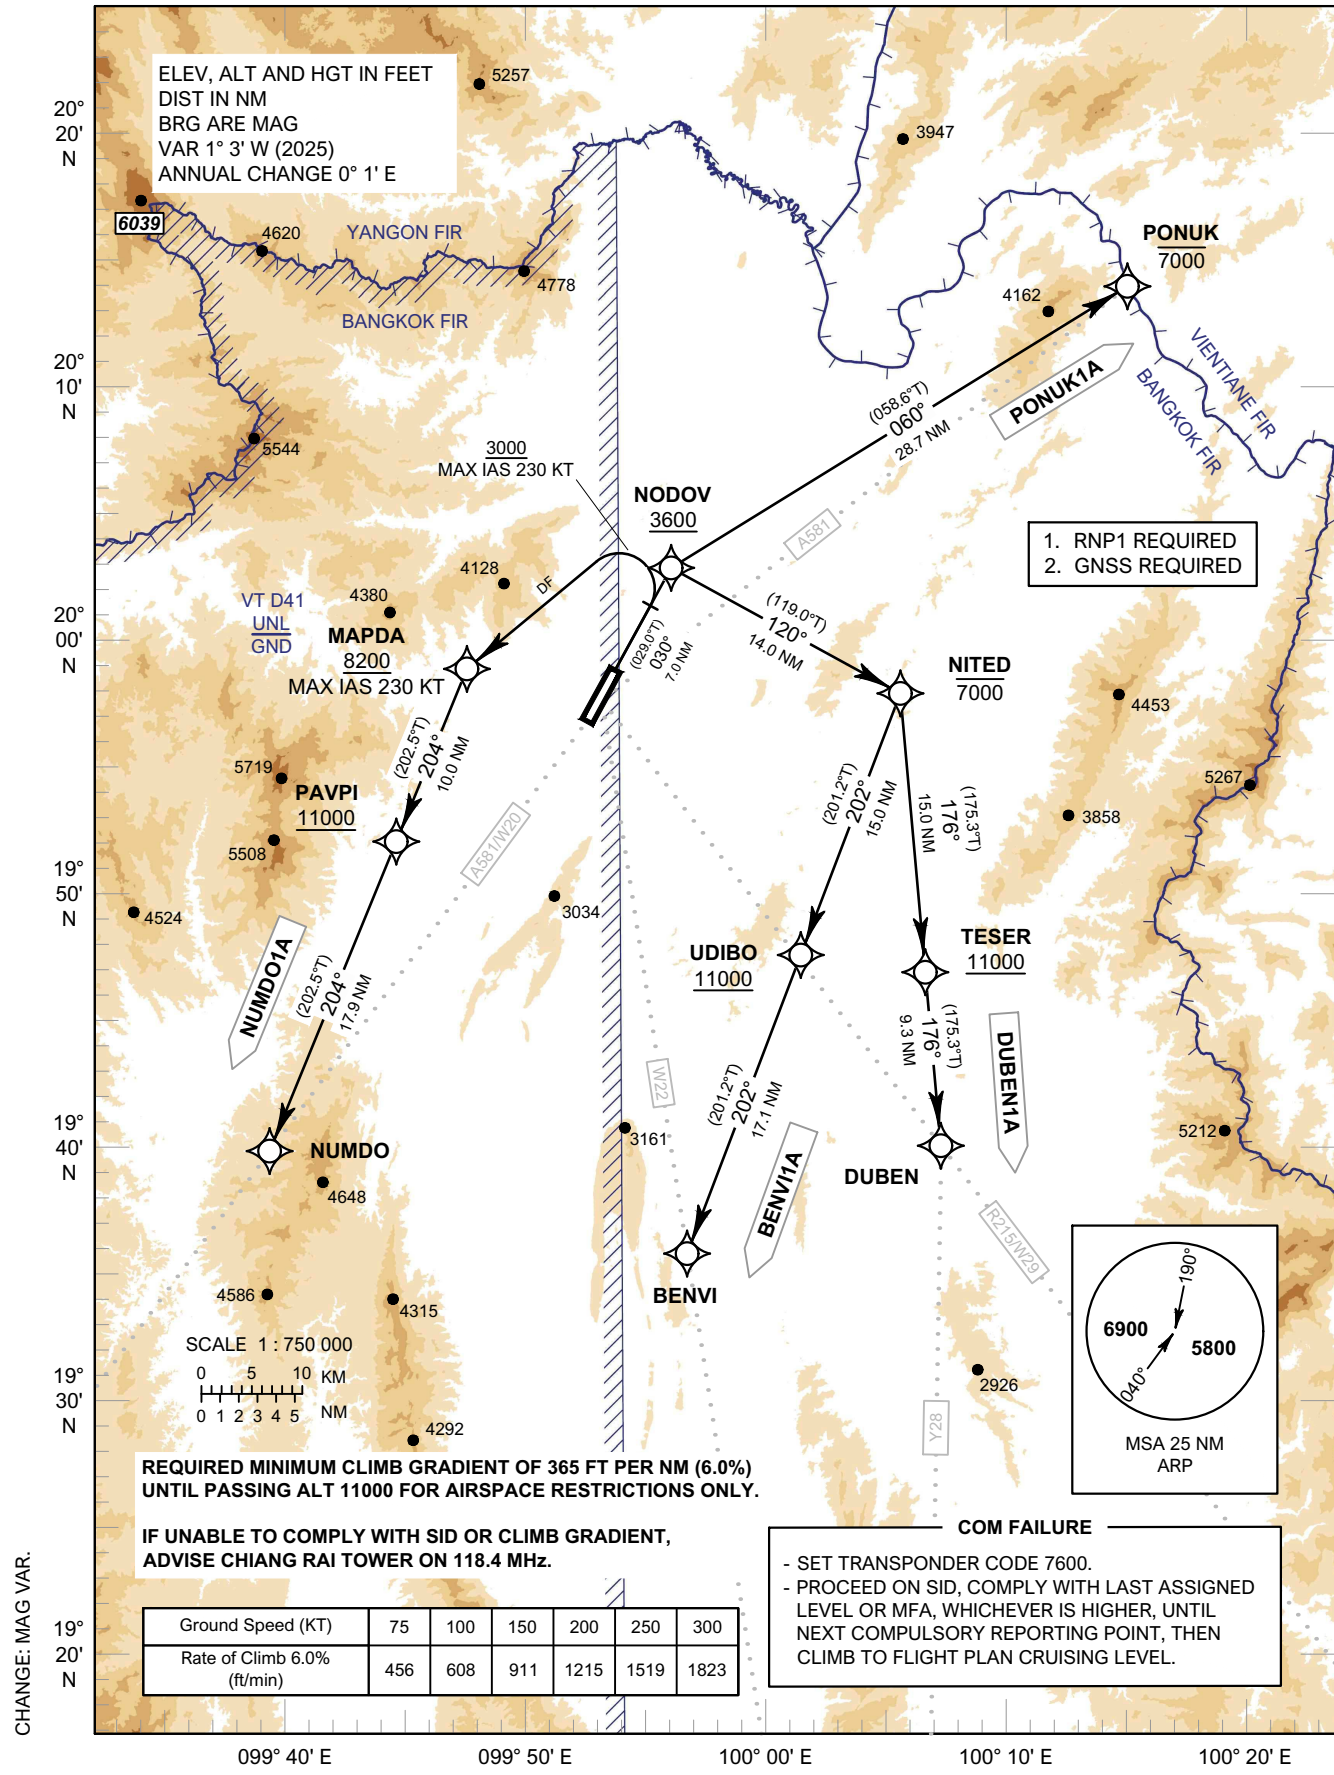 ELEV, ALT AND HGT IN FEET
DIST IN NM
BRG ARE MAG
VAR 1° 3' W (2025)
ANNUAL CHANGE 0° 1' E
5257
3947
20°
20'
N
6039
4620
YANGON FIR
4778
BANGKOK FIR
PONUK
7000
4162
20°
10'
N
VIENTIANE FIR
BANGKOK FIR
PONUK1A
(058.6°T)
060°
28.7 NM
5544
3000
MAX IAS 230 KT
NODOV
3600
A581
1. RNP1 REQUIRED
2. GNSS REQUIRED
4128
4380
DF
VT D41
UNL
GND
20°
00'
N
MAPDA
8200
MAX IAS 230 KT
(029.0°T)
030°
7.0 NM
(119.0°T)
120°
14.0 NM
NITED
7000
4453
5719
(202.5°T)
204°
10.0 NM
PAVPI
11000
5508
A581/W20
(201.2°T)
202°
15.0 NM
(175.3°T)
176°
15.0 NM
5267
3858
19°
50'
N
4524
3034
NUMDO1A
(202.5°T)
204°
17.9 NM
UDIBO
11000
TESER
11000
(175.3°T)
176°
9.3 NM
DUBEN1A
W22
(201.2°T)
202°
17.1 NM
BENVI1A
19°
40'
N
3161
5212
NUMDO
4648
DUBEN
R215/W29
BENVI
4586
4315
SCALE 1 : 750 000
0 5 10 KM
0 1 2 3 4 5 NM
190°
6900
5800
040°
MSA 25 NM
ARP
19°
30'
N
2926
Y28
4292
REQUIRED MINIMUM CLIMB GRADIENT OF 365 FT PER NM (6.0%)
UNTIL PASSING ALT 11000 FOR AIRSPACE RESTRICTIONS ONLY.
IF UNABLE TO COMPLY WITH SID OR CLIMB GRADIENT,
ADVISE CHIANG RAI TOWER ON 118.4 MHz.
COM FAILURE
- SET TRANSPONDER CODE 7600.
- PROCEED ON SID, COMPLY WITH LAST ASSIGNED
LEVEL OR MFA, WHICHEVER IS HIGHER, UNTIL
NEXT COMPULSORY REPORTING POINT, THEN
CLIMB TO FLIGHT PLAN CRUISING LEVEL.
Ground Speed (KT) 75 100 150 200 250 300
Rate of Climb 6.0%
(ft/min) 456 608 911 1215 1519 1823
19°
20'
N
CHANGE: MAG VAR.
099° 40' E 099° 50' E 100° 00' E 100° 10' E 100° 20' E